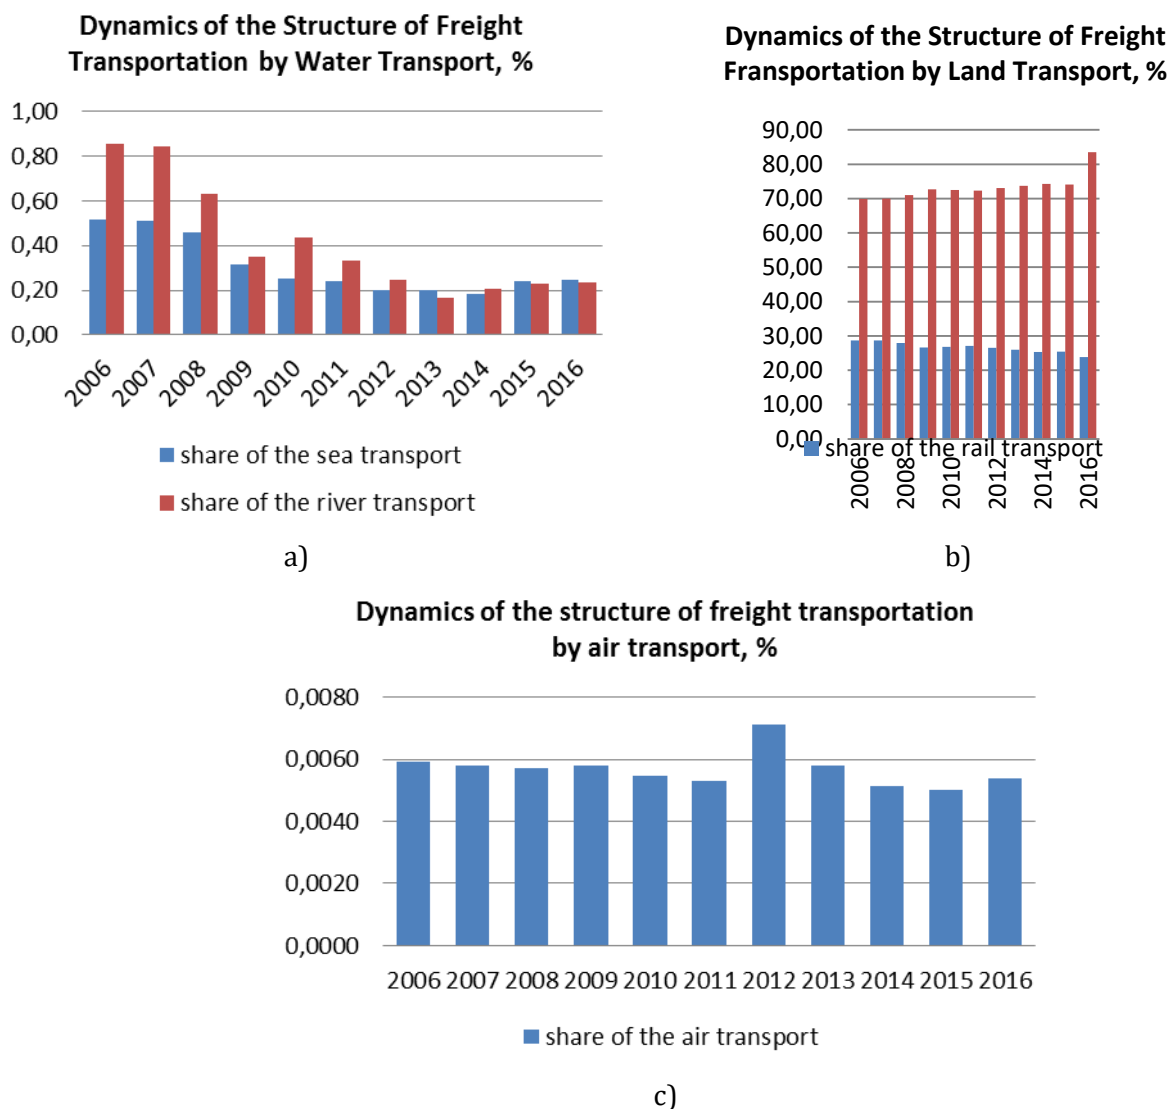 Dynamics of the Structure of Freight
Transportation by Water Transport, %
1,00
0,80
0,60
0,40
0,20
0,00
2006
2007
2008
2009
2010
2011
2012
2013
2014
2015
2016
share of the sea transport
share of the river transport
a)
Dynamics of the Structure of Freight
Fransportation by Land Transport, %
90,00
80,00
70,00
60,00
50,00
40,00
30,00
20,00
10,00
0,00
share of the rail transport
2006
2008
2010
2012
2014
2016
b)
Dynamics of the structure of freight transportation
by air transport, %
0,0080
0,0060
0,0040
0,0020
0,0000
2006 2007 2008 2009 2010 2011 2012 2013 2014 2015 2016
share of the air transport
c)